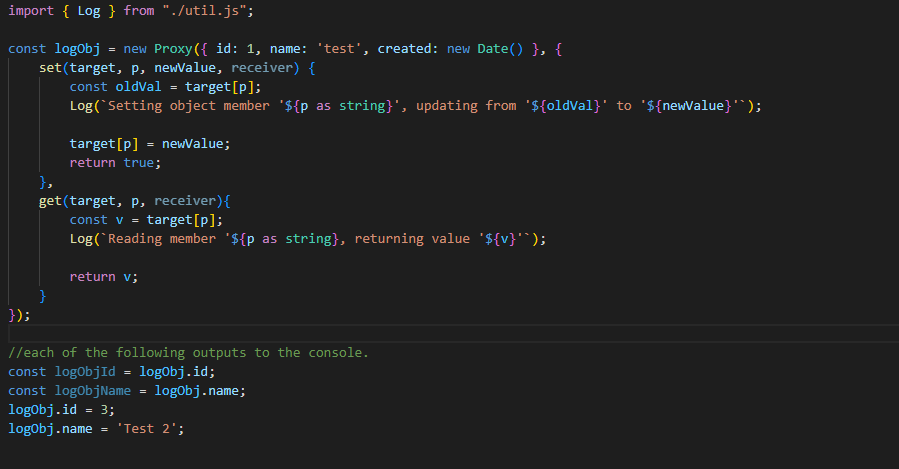 import { Log } from "./util.js";
const logObj = new Proxy({ id: 1, name: 'test', created: new Date() }, {
set(target, p, newValue, receiver) {
const oldVal = target[p];
Log(`Setting object member '${p as string}', updating from '${oldVal}' to '${newValue}'`);
target[p] = newValue;
return true;
},
get(target, p, receiver){
const v = target[p];
Log(`Reading member '${p as string}, returning value '${v}'`);
return v;
}
});
//each of the following outputs to the console.
const logObjId = logObj.id;
const logObjName = logObj.name;
logObj.id = 3;
logObj.name = 'Test 2';